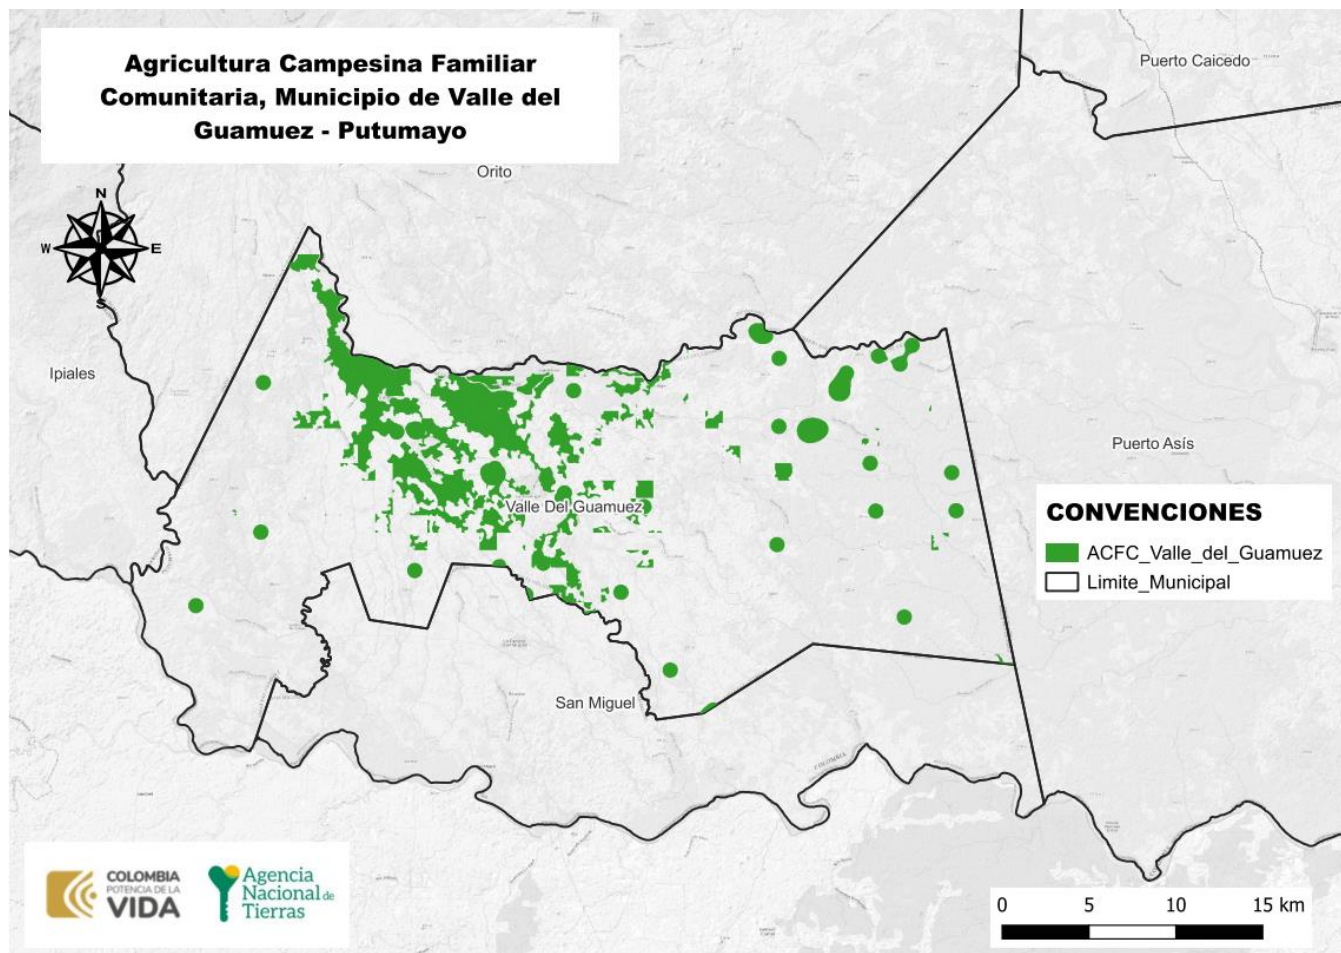 Agricultura Campesina Familiar
Comunitaria, Municipio de Valle del
Guamuez - Putumayo
Puerto Caicedo
Orito
N
W
E
S
Ipiales
Puerto Asís
Valle Del Guamuez
CONVENCIONES
ACFC_Valle_del_Guamuez
Limite_Municipal
San Miguel
COLOMBIA
COLOMBIA
POTENCIA DE LA
VIDA
Agencia
Nacional de
Tierras
0 5 10 15 km